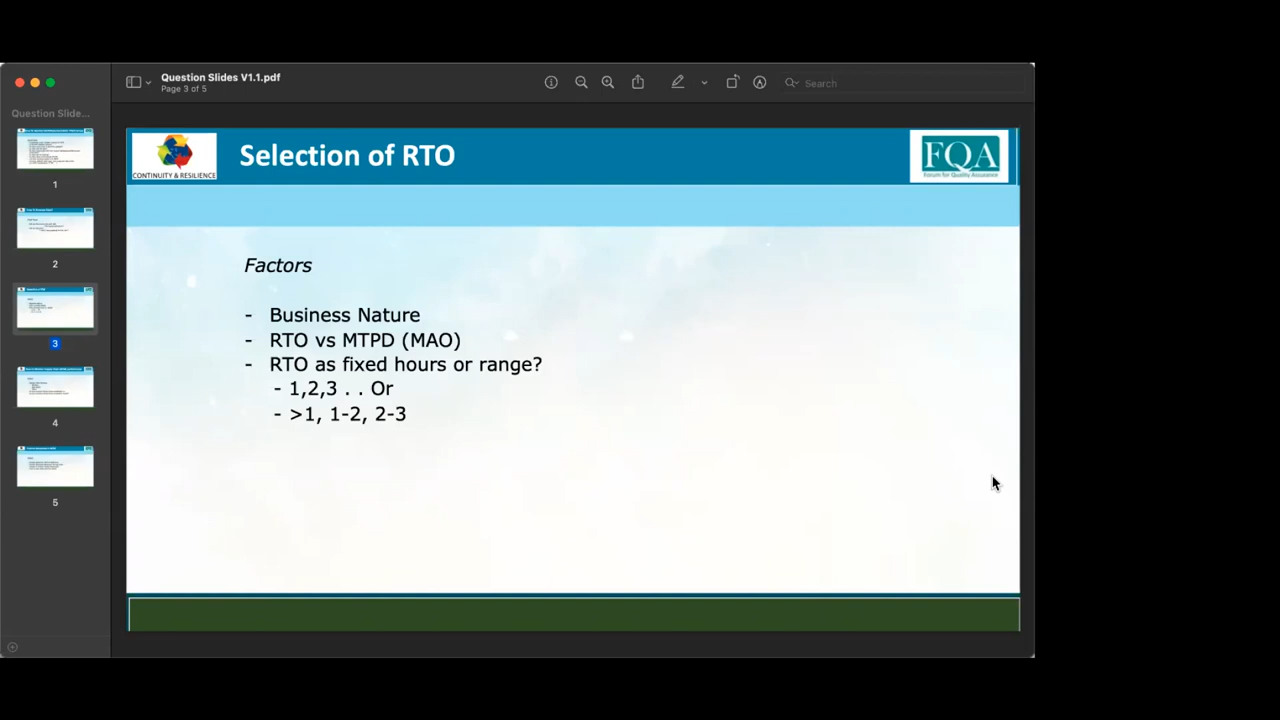 Question Slides V1.1.pdf
Page 3 of 5
Search
Question Slide...
1
2
3
4
5
CONTINUITY & RESILIENCE
Selection of RTO
FQA
Forum for Quality Assurance
Factors
- Business Nature
- RTO vs MTPD (MAO)
- RTO as fixed hours or range?
- 1,2,3 . . Or
- >1, 1-2, 2-3